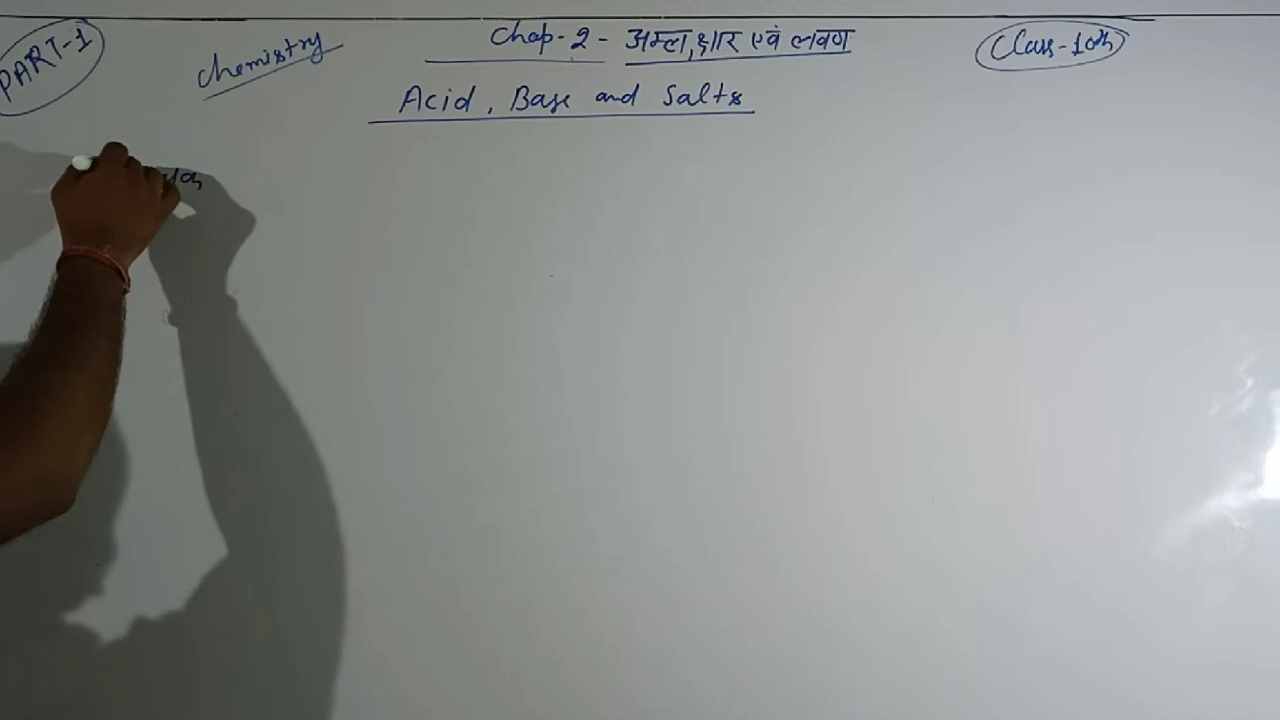 PART-1
Chemistry
Chap-2- अम्ल,क्षार एवं लवण
Class-10th
Acid, Base and Salts